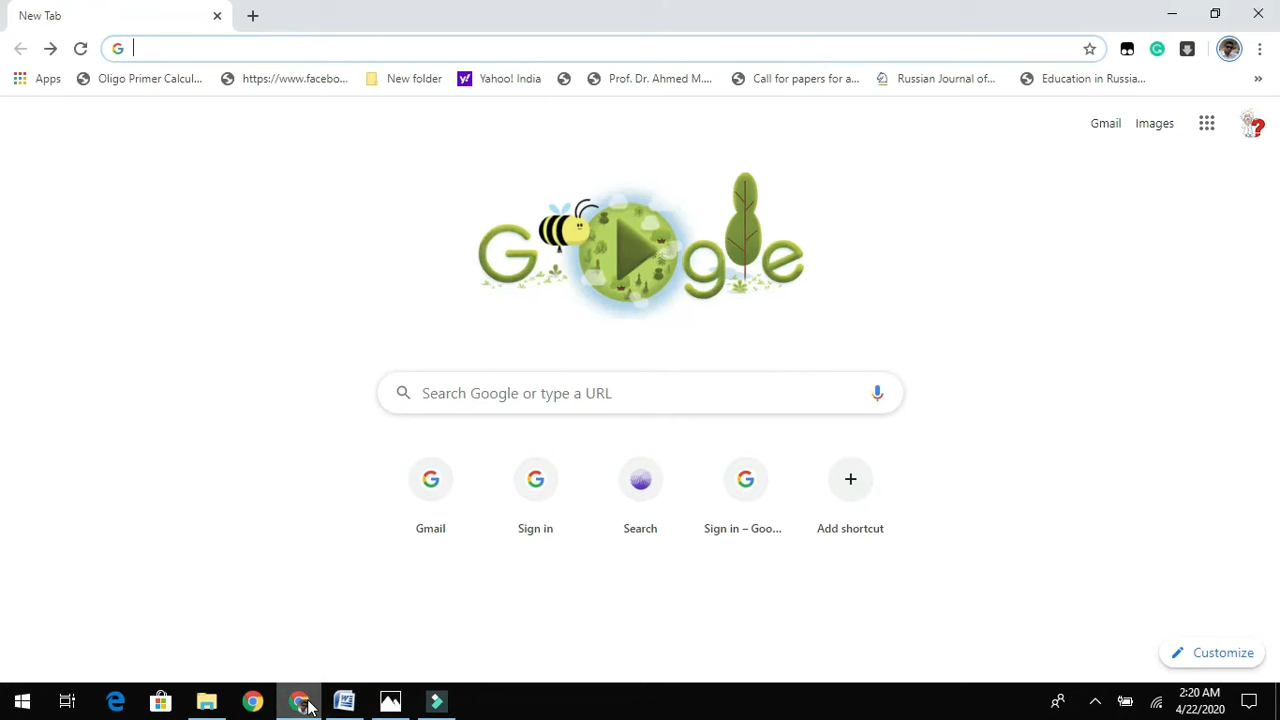 New Tab
Apps
Oligo Primer Calcul...
https://www.facebo...
New folder
Yahoo! India
Prof. Dr. Ahmed M....
Call for papers for a...
Russian Journal of...
Education in Russia...
»
Gmail
Images
Google
Search Google or type a URL
Gmail
Sign in
Search
Sign in – Goo...
Add shortcut
Customize
2:20 AM
4/22/2020